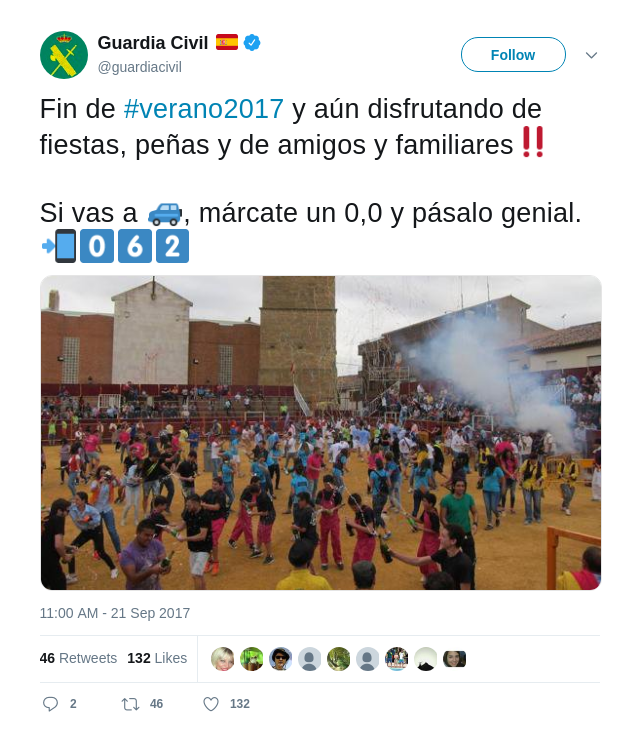 Guardia Civil 🇪🇸
@guardiacivil
Follow
Fin de #verano2017 y aún disfrutando de
fiestas, peñas y de amigos y familiares‼️
Si vas a 🚙, márcate un 0,0 y pásalo genial.
📲0️⃣6️⃣2️⃣
11:00 AM - 21 Sep 2017
46 Retweets 132 Likes
2 46 132